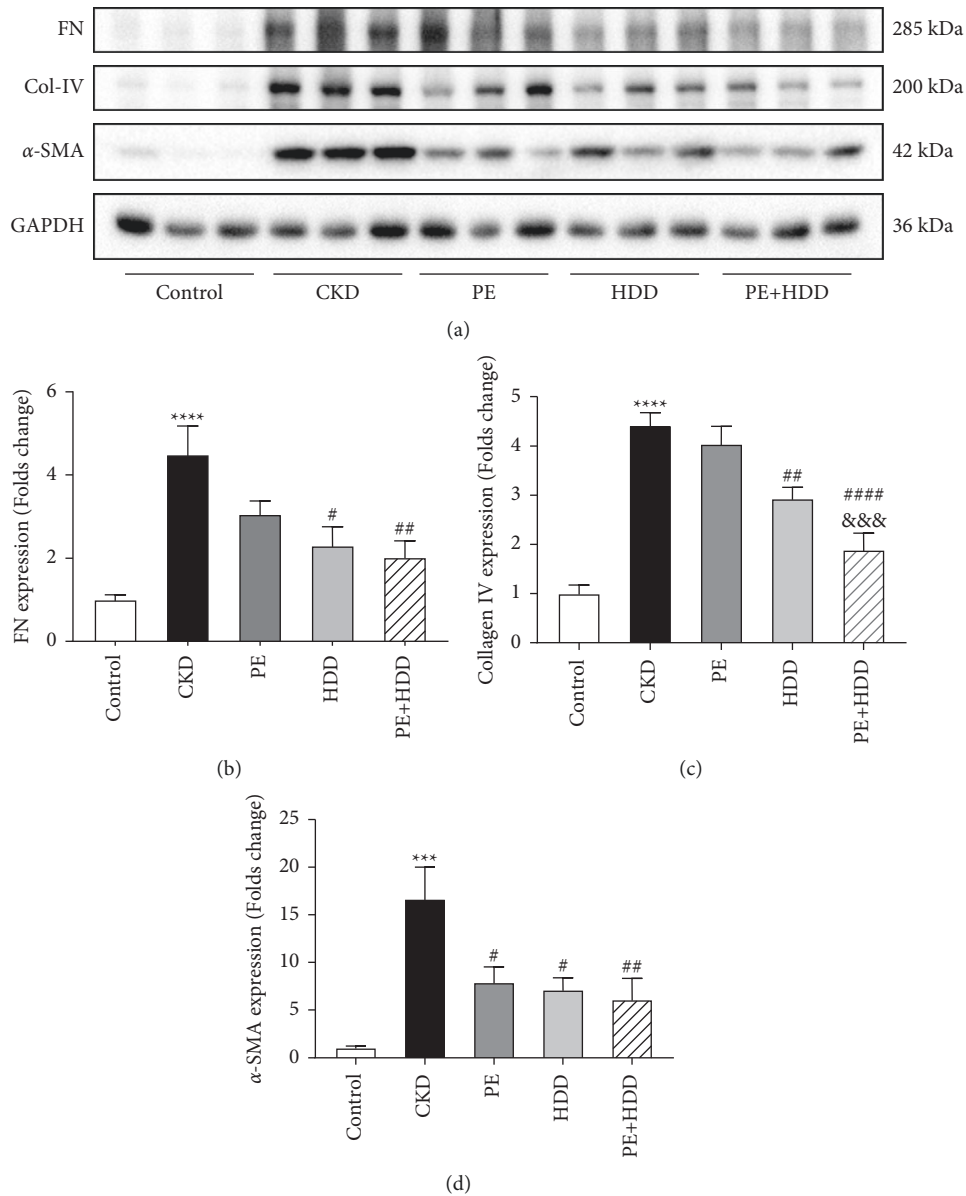 FN
285 kDa
Col-IV
200 kDa
α-SMA
42 kDa
GAPDH
36 kDa
Control CKD PE HDD PE+HDD
(a)
FN expression (Folds change)
6
4
2
0
****
#
##
Control
CKD
PE
HDD
PE+HDD
(b)
Collagen IV expression (Folds change)
5
4
3
2
1
0
****
##
####
&&&
Control
CKD
PE
HDD
PE+HDD
(c)
α-SMA expression (Folds change)
25
20
15
10
5
0
***
#
#
##
Control
CKD
PE
HDD
PE+HDD
(d)